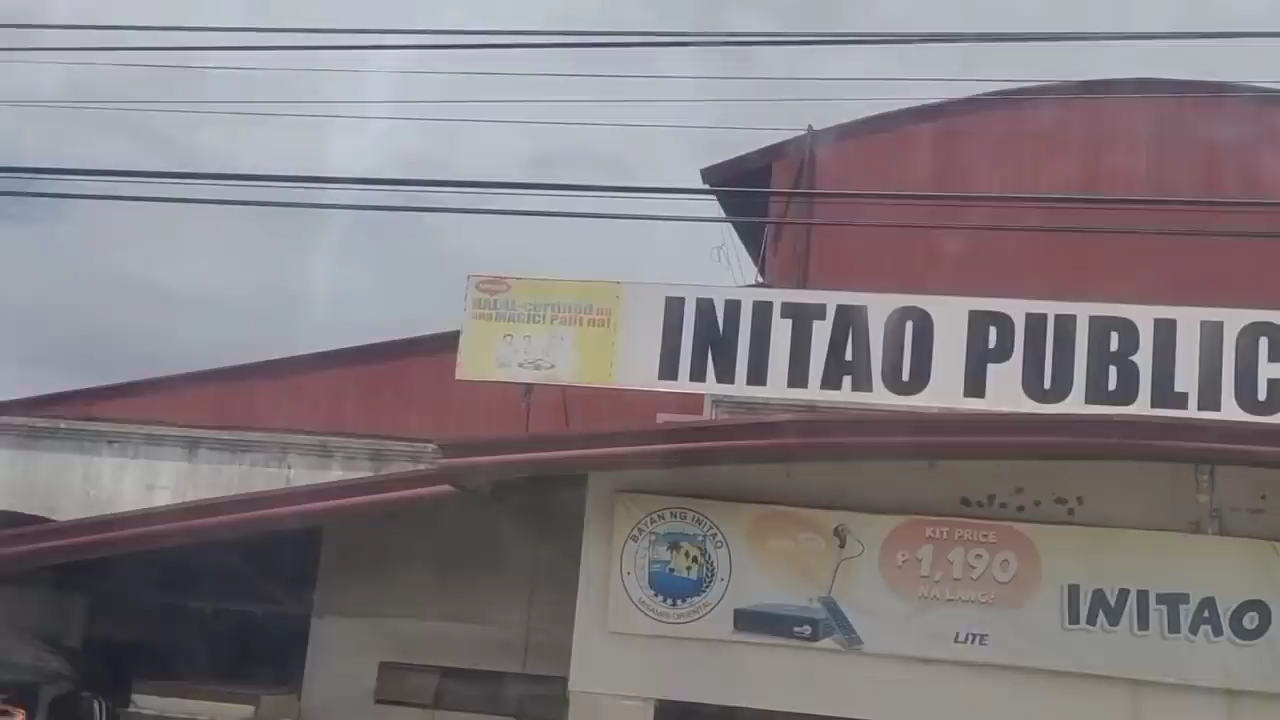 HALAL-certified na
ang MAGIC! Palit na!
INITAO PUBLIC
BAYAN NG INITAO
MISAMIS ORIENTAL
KIT PRICE
₱1,190
NA LANG!
LITE
INITAO